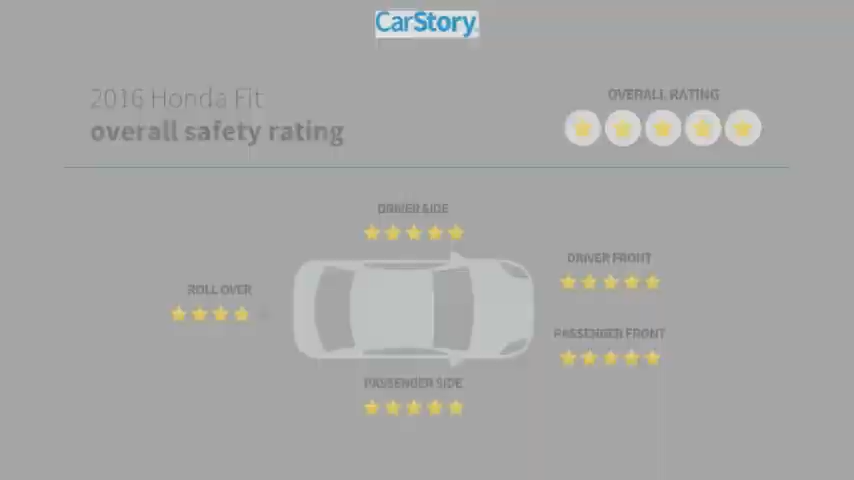 CarStory
2016 Honda Fit
overall safety rating
OVERALL RATING
DRIVER SIDE
DRIVER FRONT
ROLL OVER
PASSENGER FRONT
PASSENGER SIDE